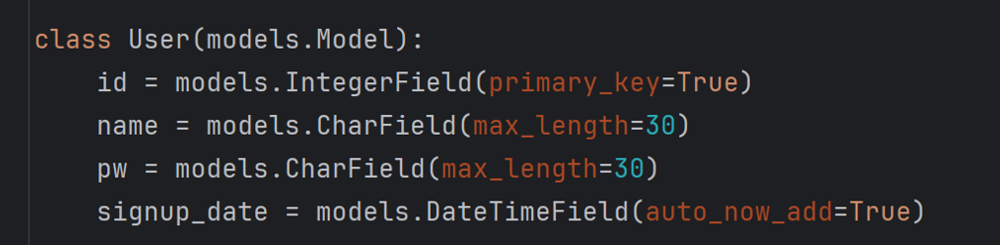 class User(models.Model):
    id = models.IntegerField(primary_key=True)
    name = models.CharField(max_length=30)
    pw = models.CharField(max_length=30)
    signup_date = models.DateTimeField(auto_now_add=True)